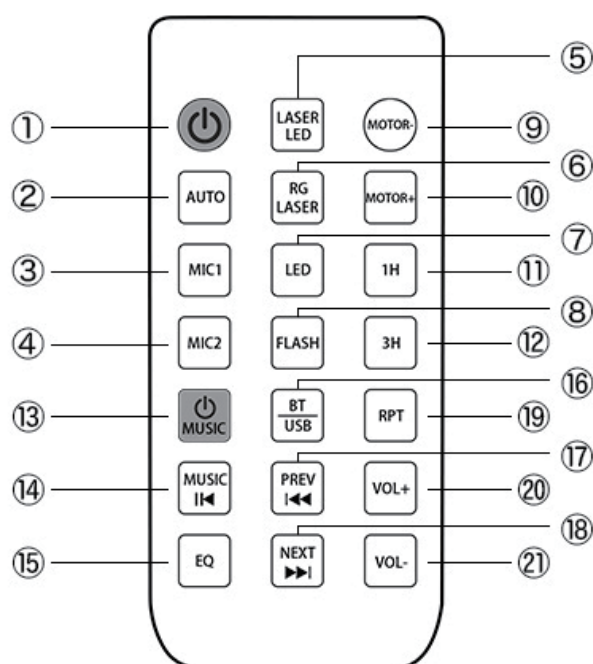 ⑤
① LASER LED MOTOR- ⑨
⑥
② AUTO RG LASER MOTOR+ ⑩
⑦
③ MIC1 LED 1H ⑪
⑧
④ MIC2 FLASH 3H ⑫
⑯
⑬ MUSIC BT USB RPT ⑲
⑰
⑭ MUSIC PREV VOL+ ⑳
⑱
⑮ EQ NEXT VOL- ㉑